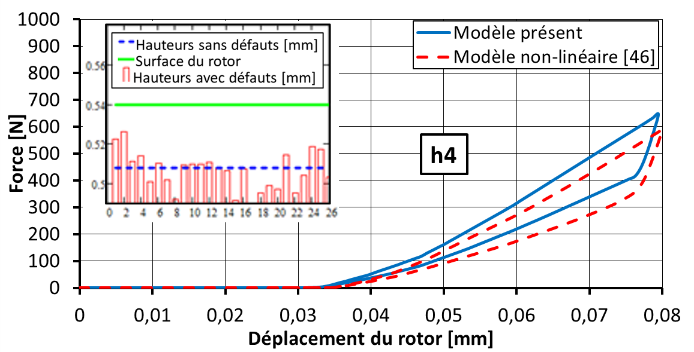 1000
900
800
700
600
500
400
300
200
100
0
Force [N]
0 0,01 0,02 0,03 0,04 0,05 0,06 0,07 0,08
Déplacement du rotor [mm]
Modèle présent
Modèle non-linéaire [46]
h4
Hauteurs sans défauts [mm]
Surface du rotor
Hauteurs avec défauts [mm]
0.56
0.54
0.52
0.5
0 2 4 6 8 10 12 14 16 18 20 22 24 26